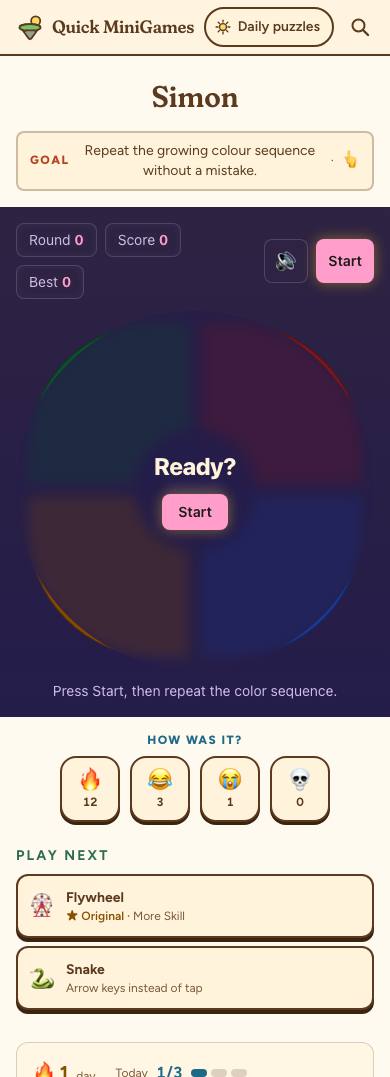 Quick MiniGames
Daily puzzles
Simon
GOAL
Repeat the growing colour sequence
without a mistake.
·
Round 0
Score 0
Best 0
Start
Ready?
Start
Press Start, then repeat the color sequence.
HOW WAS IT?
12
3
1
0
PLAY NEXT
Flywheel
Original · More Skill
Snake
Arrow keys instead of tap
1 day
Today 1/3